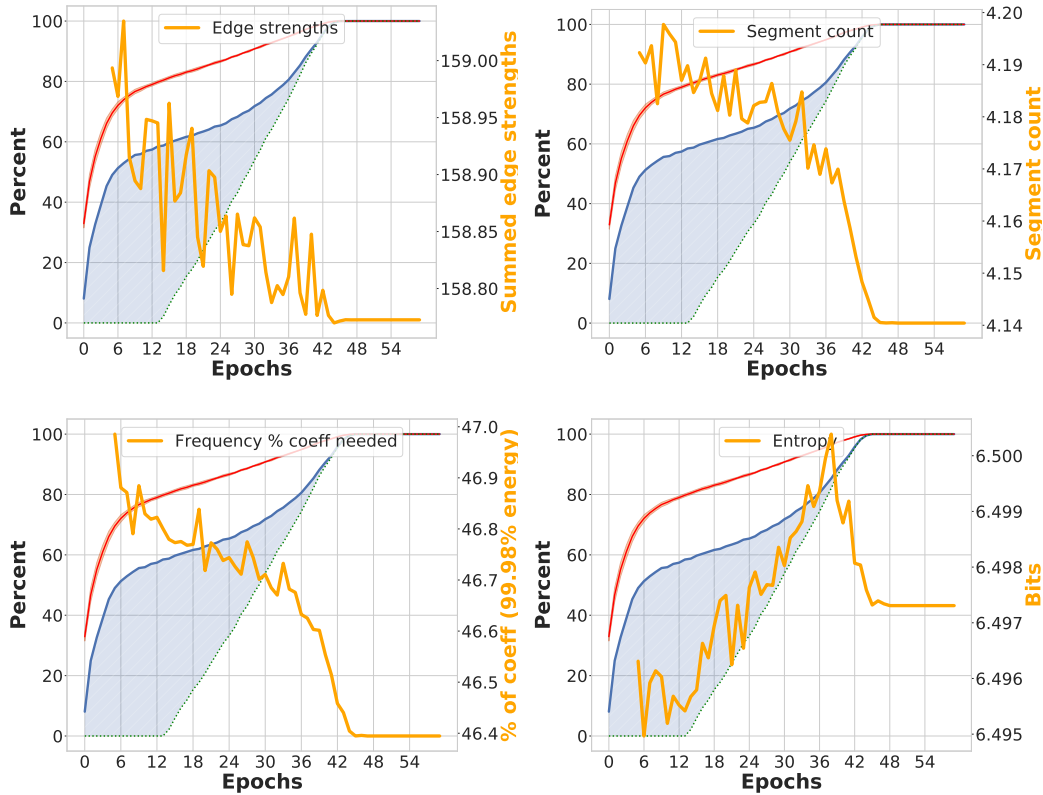 Edge strengths
100
80
60
40
20
0
Percent
159.00
158.95
158.90
158.85
158.80
Summed edge strengths
0 6 12 18 24 30 36 42 48 54
Epochs
Segment count
100
80
60
40
20
0
Percent
4.20
4.19
4.18
4.17
4.16
4.15
4.14
Segment count
0 6 12 18 24 30 36 42 48 54
Epochs
Frequency % coeff needed
100
80
60
40
20
0
Percent
47.0
46.9
46.8
46.7
46.6
46.5
46.4
% of coeff (99.98% energy)
0 6 12 18 24 30 36 42 48 54
Epochs
Entropy
100
80
60
40
20
0
Percent
6.500
6.499
6.498
6.497
6.496
6.495
Bits
0 6 12 18 24 30 36 42 48 54
Epochs